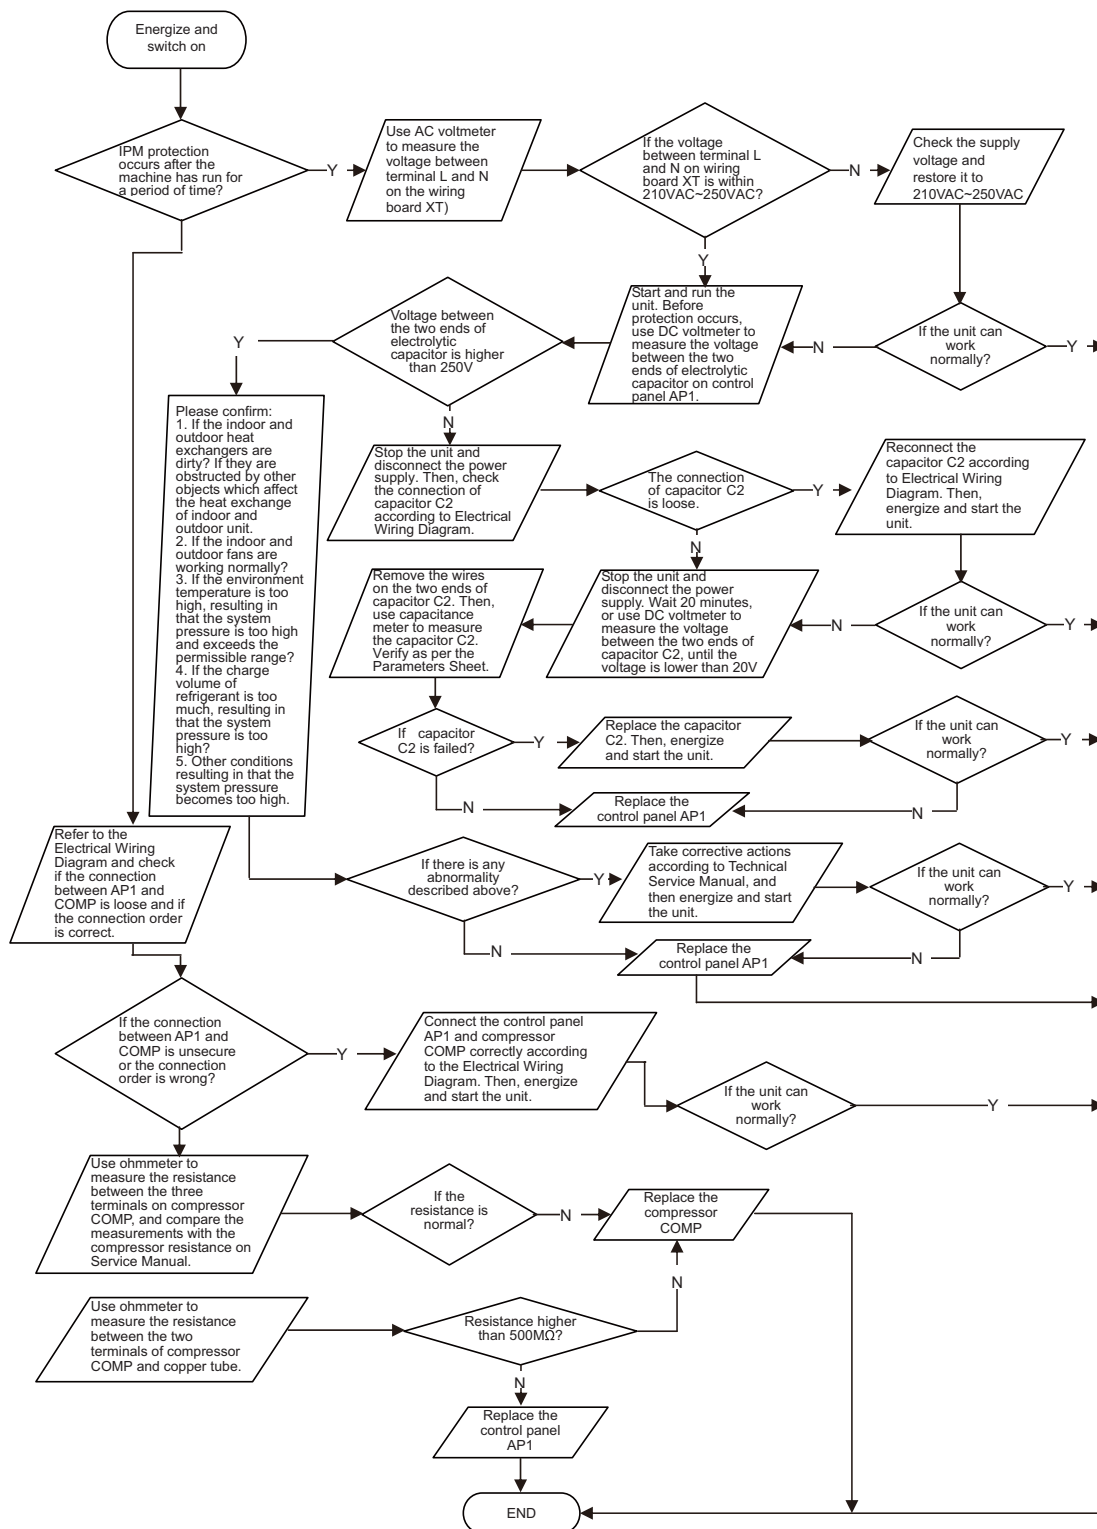 Energize and
switch on
IPM protection
occurs after the
machine has run for
a period of time?
Y
Use AC voltmeter
to measure the
voltage between
terminal L and N
on the wiring
board XT)
If the voltage
between terminal L
and N on wiring
board XT is within
210VAC~250VAC?
N
Check the supply
voltage and
restore it to
210VAC~250VAC
Y
Start and run the
unit. Before
protection occurs,
use DC voltmeter to
measure the voltage
between the two
ends of electrolytic
capacitor on control
panel AP1.
If the unit can
work
normally?
N
Y
Voltage between
the two ends of
electrolytic
capacitor is higher
than 250V
Y
N
Please confirm:
1. If the indoor and
outdoor heat
exchangers are
dirty? If they are
obstructed by other
objects which affect
the heat exchange
of indoor and
outdoor unit.
2. If the indoor and
outdoor fans are
working normally?
3. If the environment
temperature is too
high, resulting in
that the system
pressure is too high
and exceeds the
permissible range?
4. If the charge
volume of
refrigerant is too
much, resulting in
that the system
pressure is too
high?
5. Other conditions
resulting in that the
system pressure
becomes too high.
Stop the unit and
disconnect the power
supply. Then, check
the connection of
capacitor C2
according to Electrical
Wiring Diagram.
The connection
of capacitor C2
is loose.
Y
Reconnect the
capacitor C2 according
to Electrical Wiring
Diagram. Then,
energize and start the
unit.
N
Remove the wires
on the two ends of
capacitor C2. Then,
use capacitance
meter to measure
the capacitor C2.
Verify as per the
Parameters Sheet.
Stop the unit and
disconnect the power
supply. Wait 20 minutes,
or use DC voltmeter to
measure the voltage
between the two ends of
capacitor C2, until the
voltage is lower than 20V
N
If the unit can
work
normally?
Y
If capacitor
C2 is failed?
Y
Replace the capacitor
C2. Then, energize
and start the unit.
If the unit can
work
normally?
Y
N
Replace the
control panel AP1
N
Refer to the
Electrical Wiring
Diagram and check
if the connection
between AP1 and
COMP is loose and if
the connection order
is correct.
If there is any
abnormality
described above?
Y
Take corrective actions
according to Technical
Service Manual, and
then energize and start
the unit.
If the unit can
work
normally?
Y
N
Replace the
control panel AP1
N
If the connection
between AP1 and
COMP is unsecure
or the connection
order is wrong?
Y
Connect the control panel
AP1 and compressor
COMP correctly according
to the Electrical Wiring
Diagram. Then, energize
and start the unit.
If the unit can
work
normally?
Y
Use ohmmeter to
measure the resistance
between the three
terminals on compressor
COMP, and compare the
measurements with the
compressor resistance on
Service Manual.
If the
resistance is
normal?
N
Replace the
compressor
COMP
N
Use ohmmeter to
measure the resistance
between the two
terminals of compressor
COMP and copper tube.
Resistance higher
than 500MΩ?
N
Replace the
control panel
AP1
END